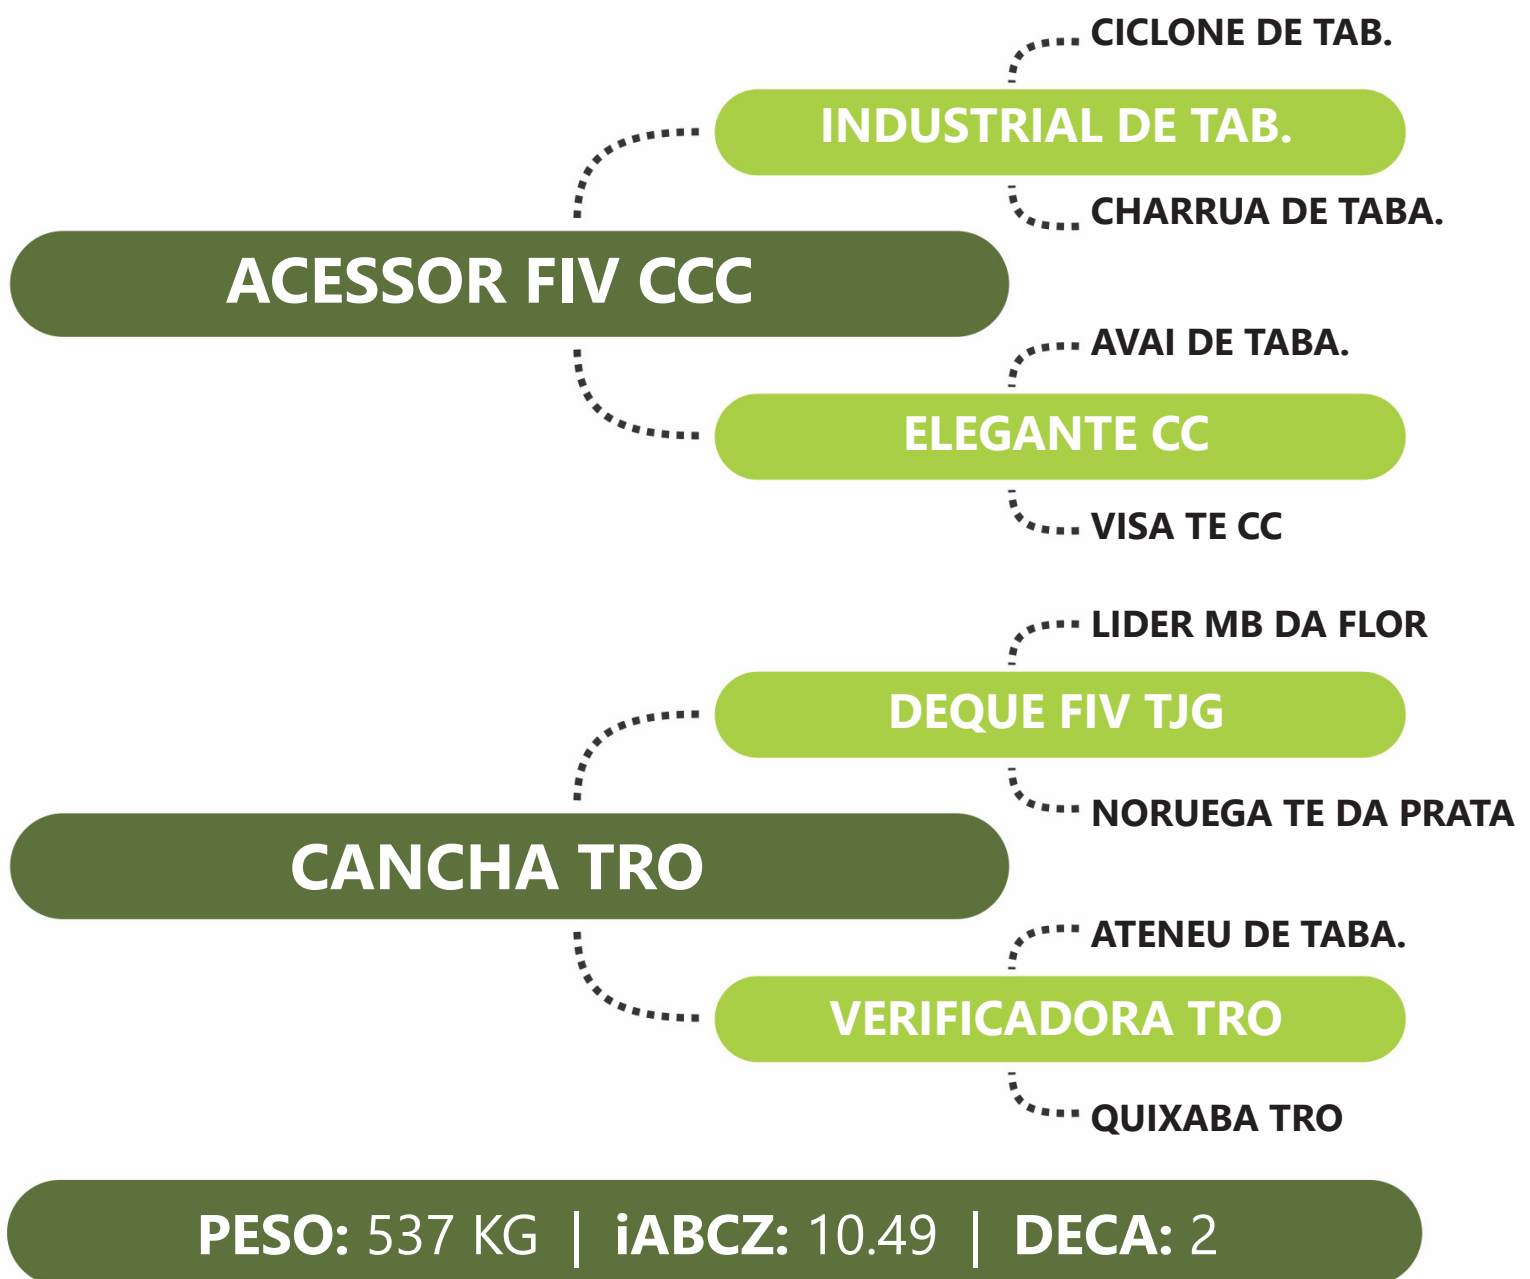 CICLONE DE TAB.
INDUSTRIAL DE TAB.
CHARRUA DE TABA.
ACESSOR FIV CCC
AVAI DE TABA.
ELEGANTE CC
VISA TE CC
LIDER MB DA FLOR
DEQUE FIV TJG
NORUEGA TE DA PRATA
CANCHA TRO
ATENEU DE TABA.
VERIFICADORA TRO
QUIXABA TRO
PESO: 537 KG | iABCZ: 10.49 | DECA: 2